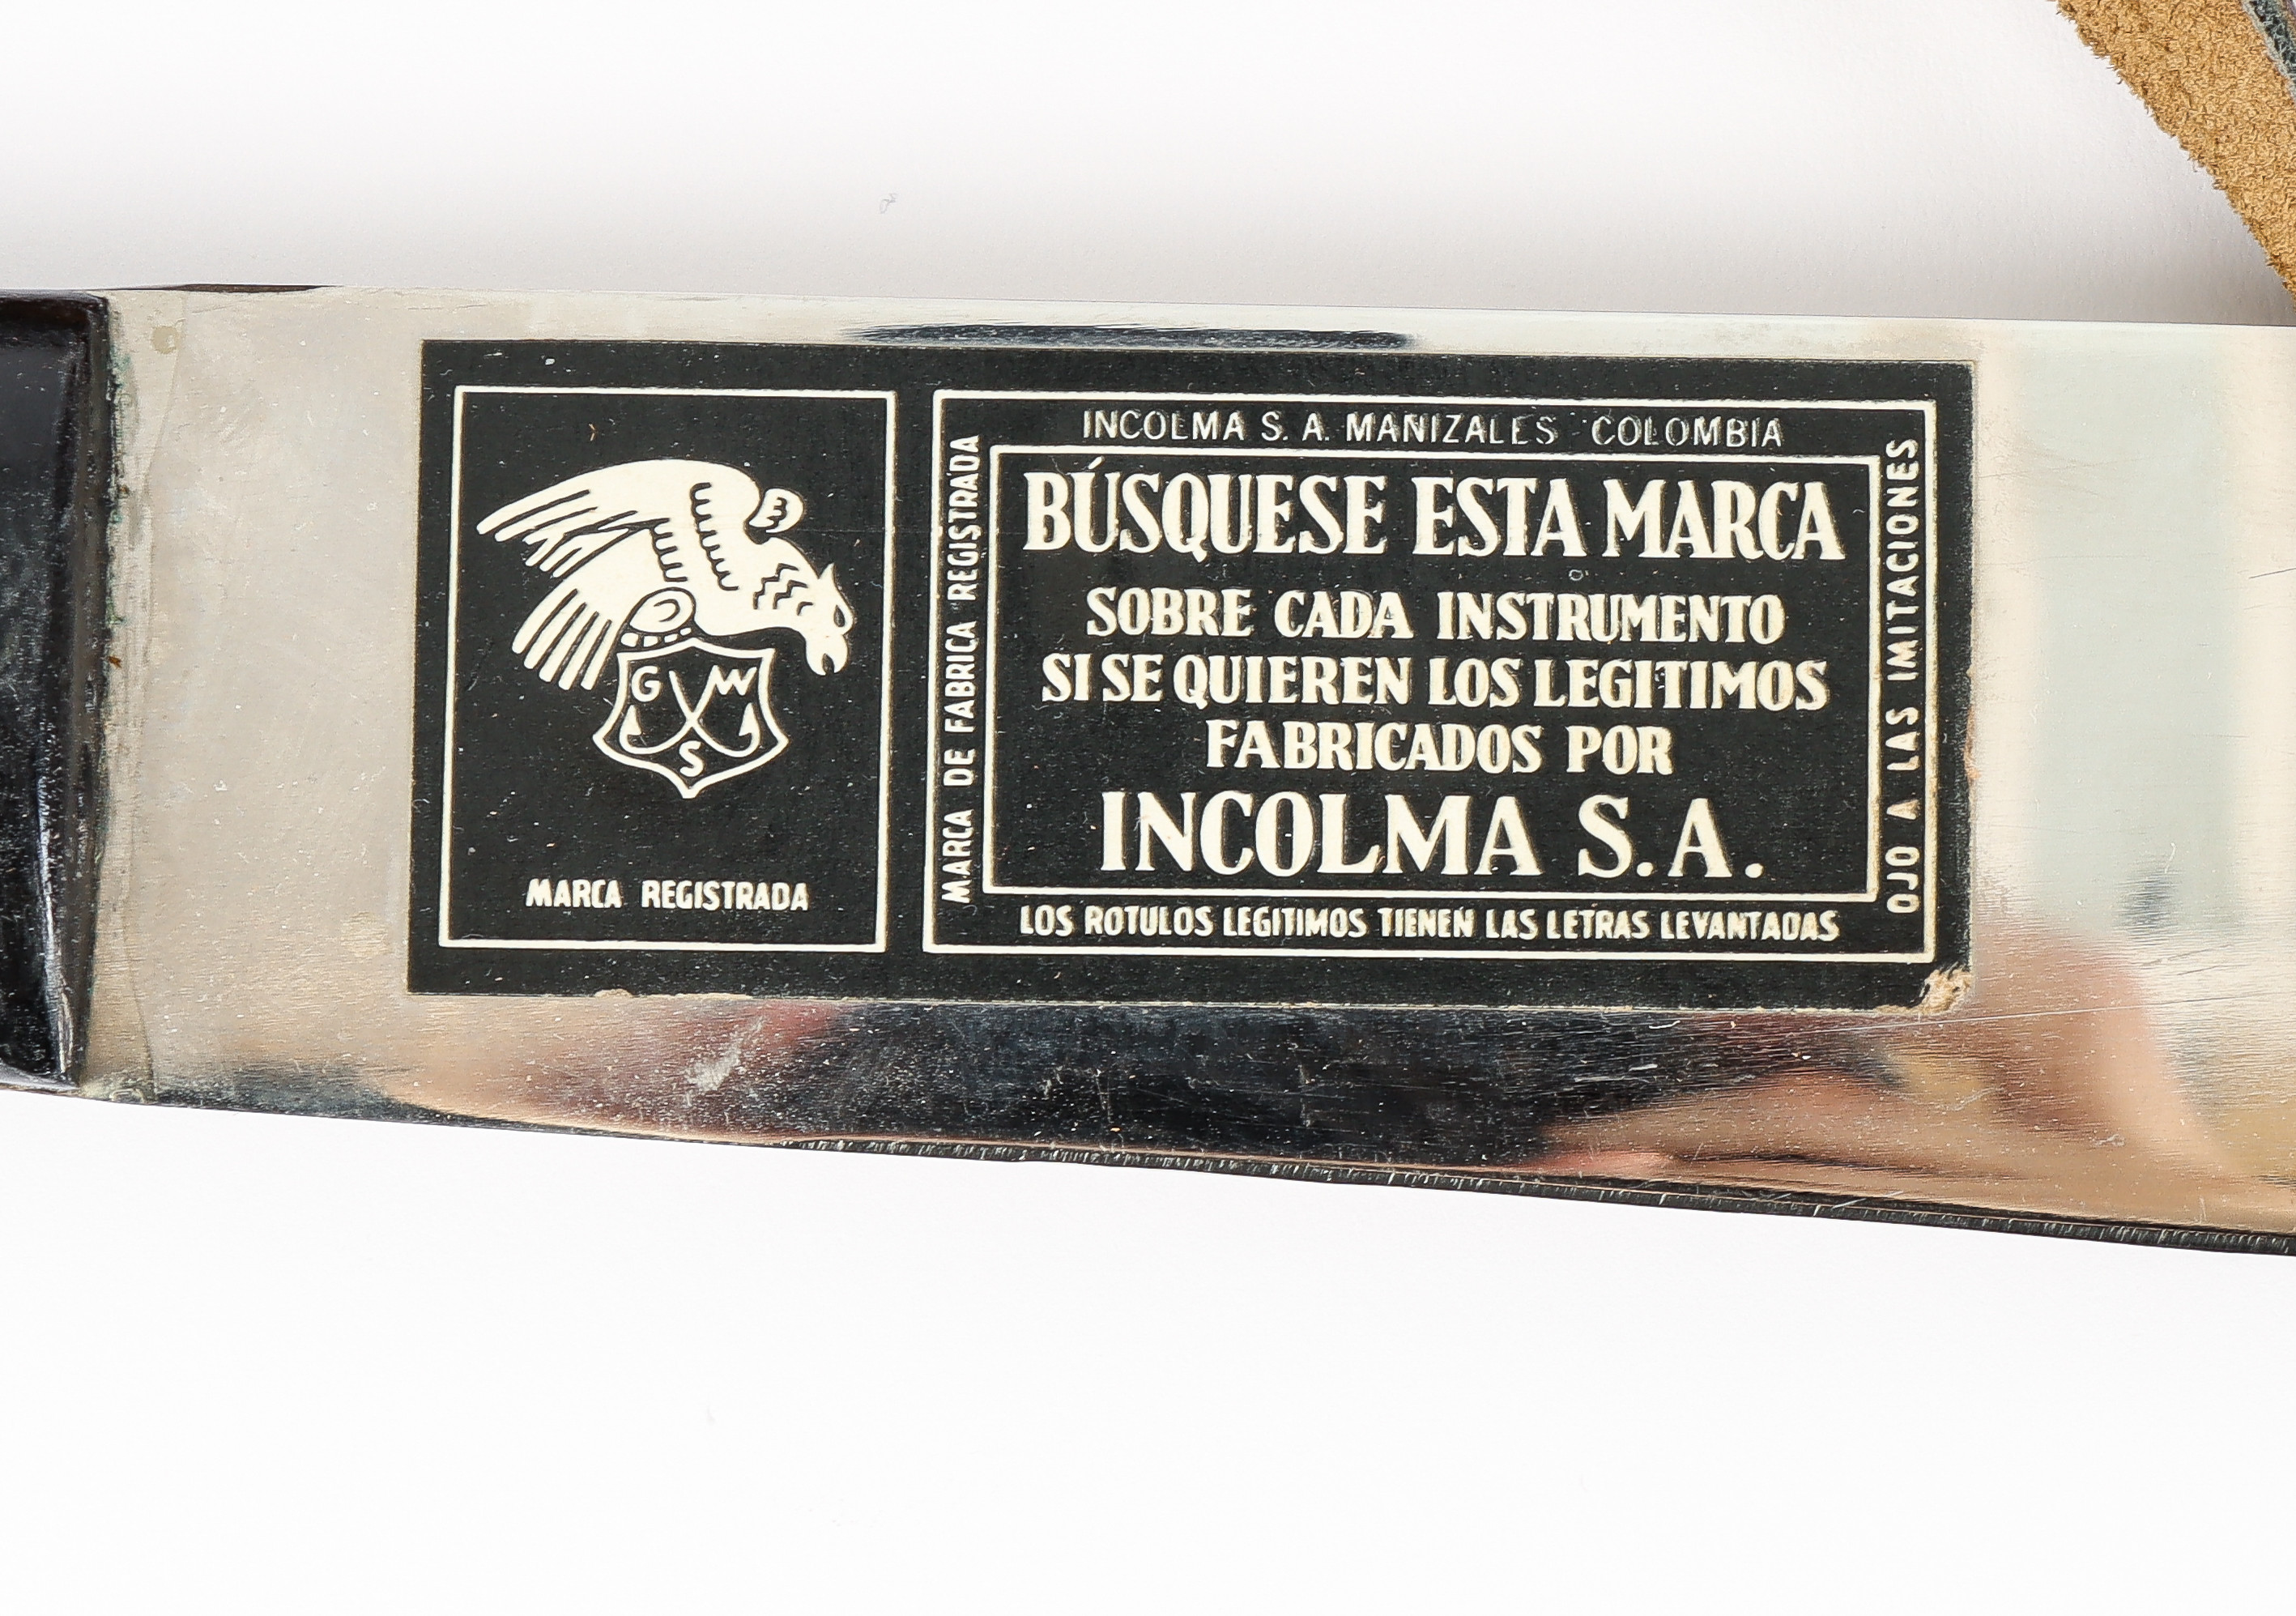 G W
S
MARCA REGISTRADA
INCOLMA S. A. MANIZALES COLOMBIA
MARCA DE FABRICA REGISTRADA
BÚSQUESE ESTA MARCA
SOBRE CADA INSTRUMENTO
SI SE QUIEREN LOS LEGITIMOS
FABRICADOS POR
INCOLMA S. A.
OJO A LAS IMITACIONES
LOS ROTULOS LEGITIMOS TIENEN LAS LETRAS LEVANTADAS